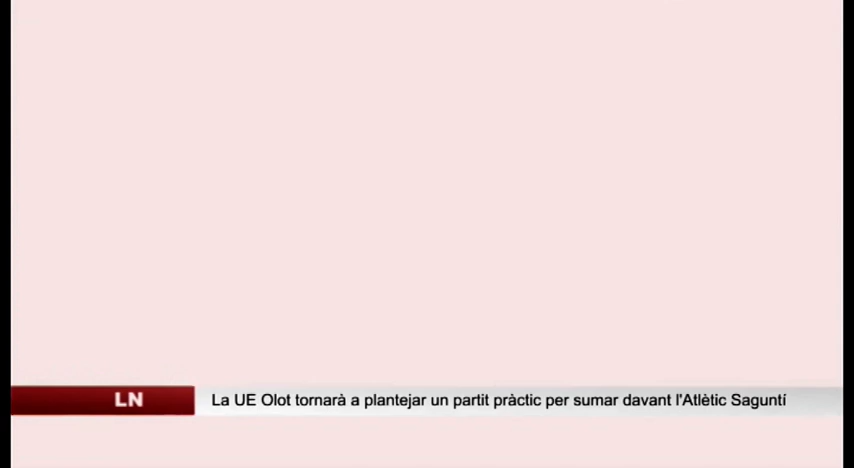 LN
La UE Olot tornarà a plantejar un partit pràctic per sumar davant l'Atlètic Saguntí